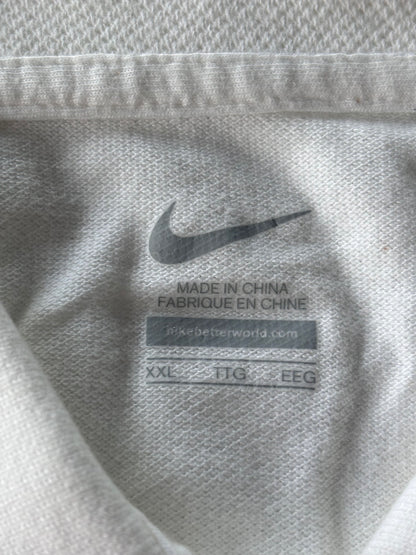 MADE IN CHINA
FABRIQUE EN CHINE
nikebetterworld.com
XXL TTG EEG